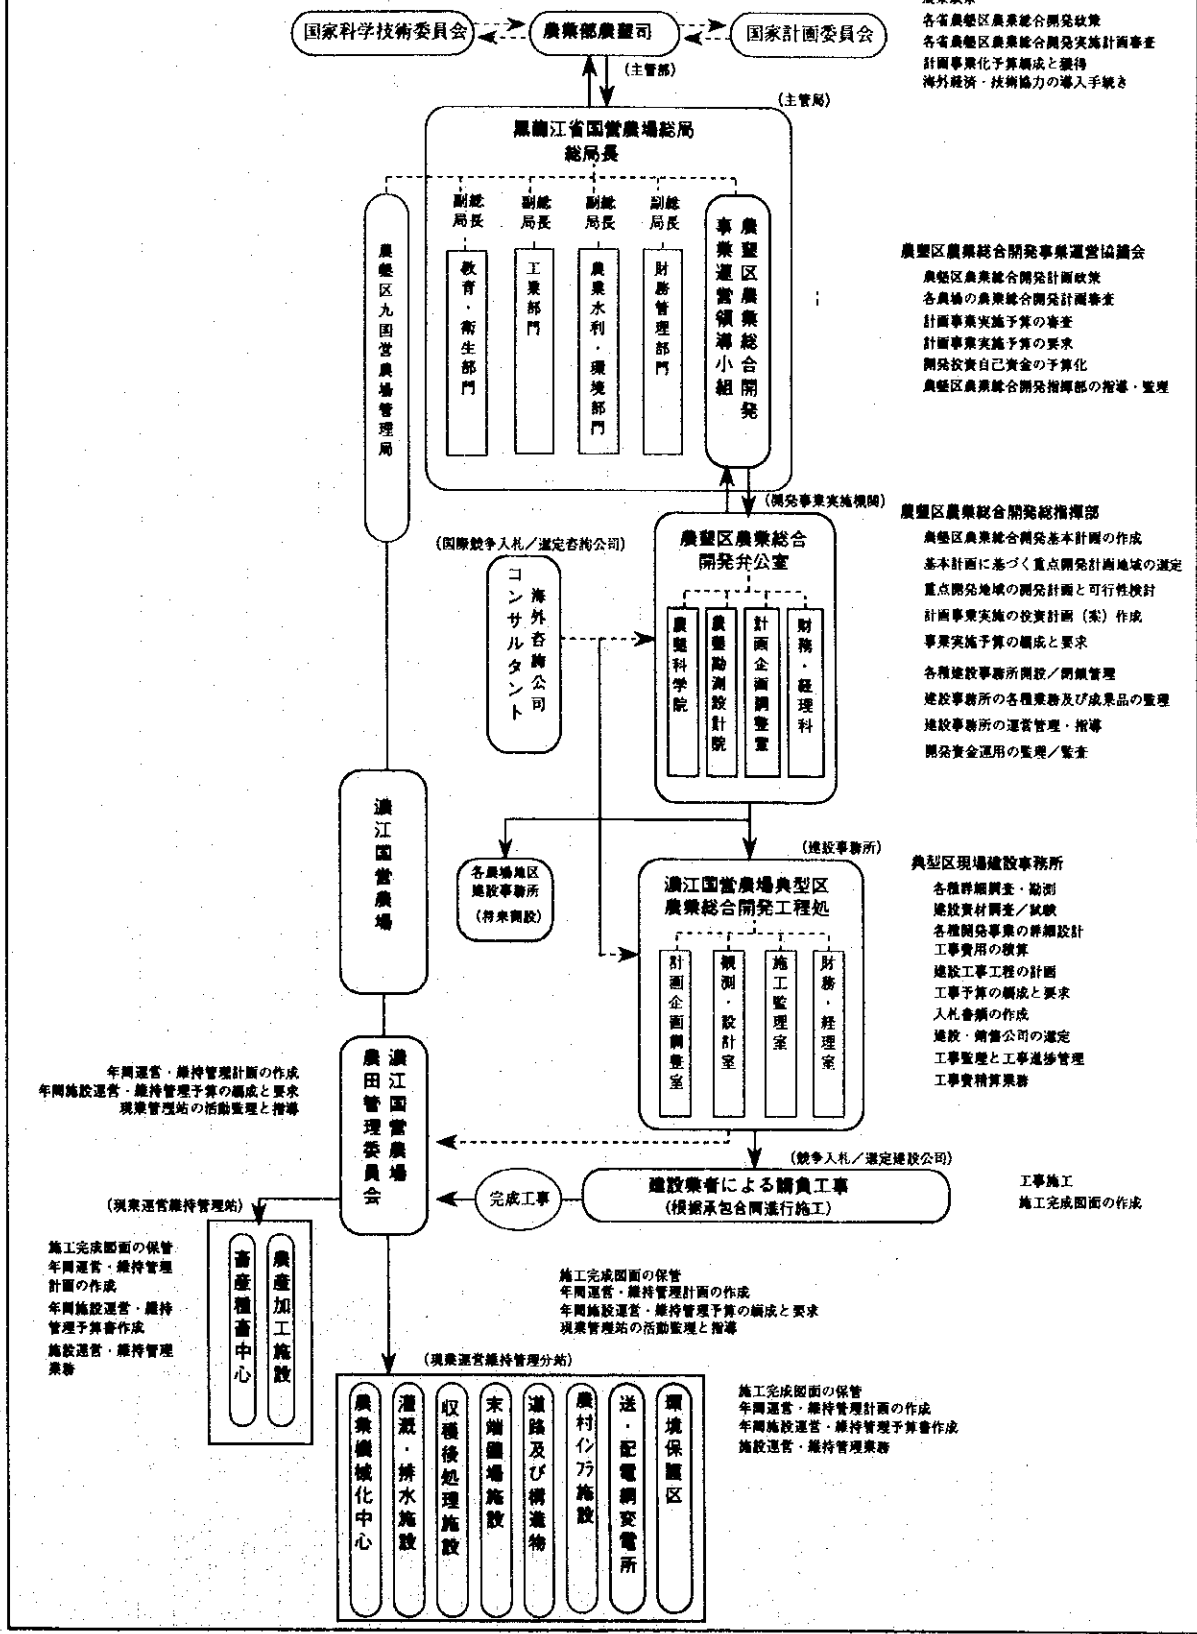 各省農墾区農業総合開発政策
各省農墾区農業総合開発実施計画審査
計画事業化予算編成と獲得
海外経済・技術協力の導入手続き
国家科学技術委員会
農業部農墾司
国家計画委員会
(主管部)
(主管局)
黒龍江省国営農場総局
総局長
副総局長
副総局長
副総局長
副総局長
農墾区九国営農場管理局
教育・衛生部門
工業部門
農業水利・環境部門
財務管理部門
農墾区農業総合開発
事業運営領導小組
農墾区農業総合開発事業運営協議会
農墾区農業総合開発計画政策
各農場の農業総合開発計画審査
計画事業実施予算の審査
計画事業実施予算の要求
開発投資自己資金の予算化
農墾区農業総合開発指揮部の指導・監理
(開発事業実施機関)
農墾区農業総合
開発弁公室
農墾科学院
農墾勘測設計院
計画企画調整室
財務・経理科
農墾区農業総合開発総指揮部
農墾区農業総合開発基本計画の作成
基本計画に基づく重点開発計画地域の選定
重点開発地域の開発計画と可行性検討
計画事業実施の投資計画(案)作成
事業実施予算の編成と要求
各種建設事務所開設/閉鎖管理
建設事務所の各種業務及び成果品の監理
建設事務所の運営管理・指導
開発資金運用の監理/監査
(国際競争入札/選定咨詢公司)
海外咨詢公司
コンサルタント
濃江国営農場
各農場地区
建設事務所
(将来開設)
(建設事務所)
濃江国営農場典型区
農業総合開発工程処
計画企画調整室
観測・設計室
施工監理室
財務・経理室
典型区現場建設事務所
各種詳細調査・勘測
建設資材調査/試験
各種開発事業の詳細設計
工事費用の積算
建設工事工程の計画
工事予算の編成と要求
入札書類の作成
建設・銷售公司の選定
工事監理と工事進捗管理
工事費精算業務
年間運営・維持管理計画の作成
年間施設運営・維持管理予算の編成と要求
現業管理站の活動監理と指導
濃江国営農場
農田管理委員会
(競争入札/選定建設公司)
建設業者による請負工事
(根拠承包合同進行施工)
完成工事
工事施工
施工完成図面の作成
(現業運営維持管理站)
施工完成図面の保管
年間運営・維持管理
計画の作成
年間施設運営・維持
管理予算書作成
施設運営・維持管理
業務
畜産種畜中心
農産加工施設
施工完成図面の保管
年間運営・維持管理計画の作成
年間施設運営・維持管理予算の編成と要求
現業管理站の活動監理と指導
(現業運営維持管理分站)
農業機械化中心
灌漑・排水施設
収穫後処理施設
末端圃場施設
道路及び構造物
農村インフラ施設
送・配電網変電所
環境保護区
施工完成図面の保管
年間運営・維持管理計画の作成
年間施設運営・維持管理予算書作成
施設運営・維持管理業務